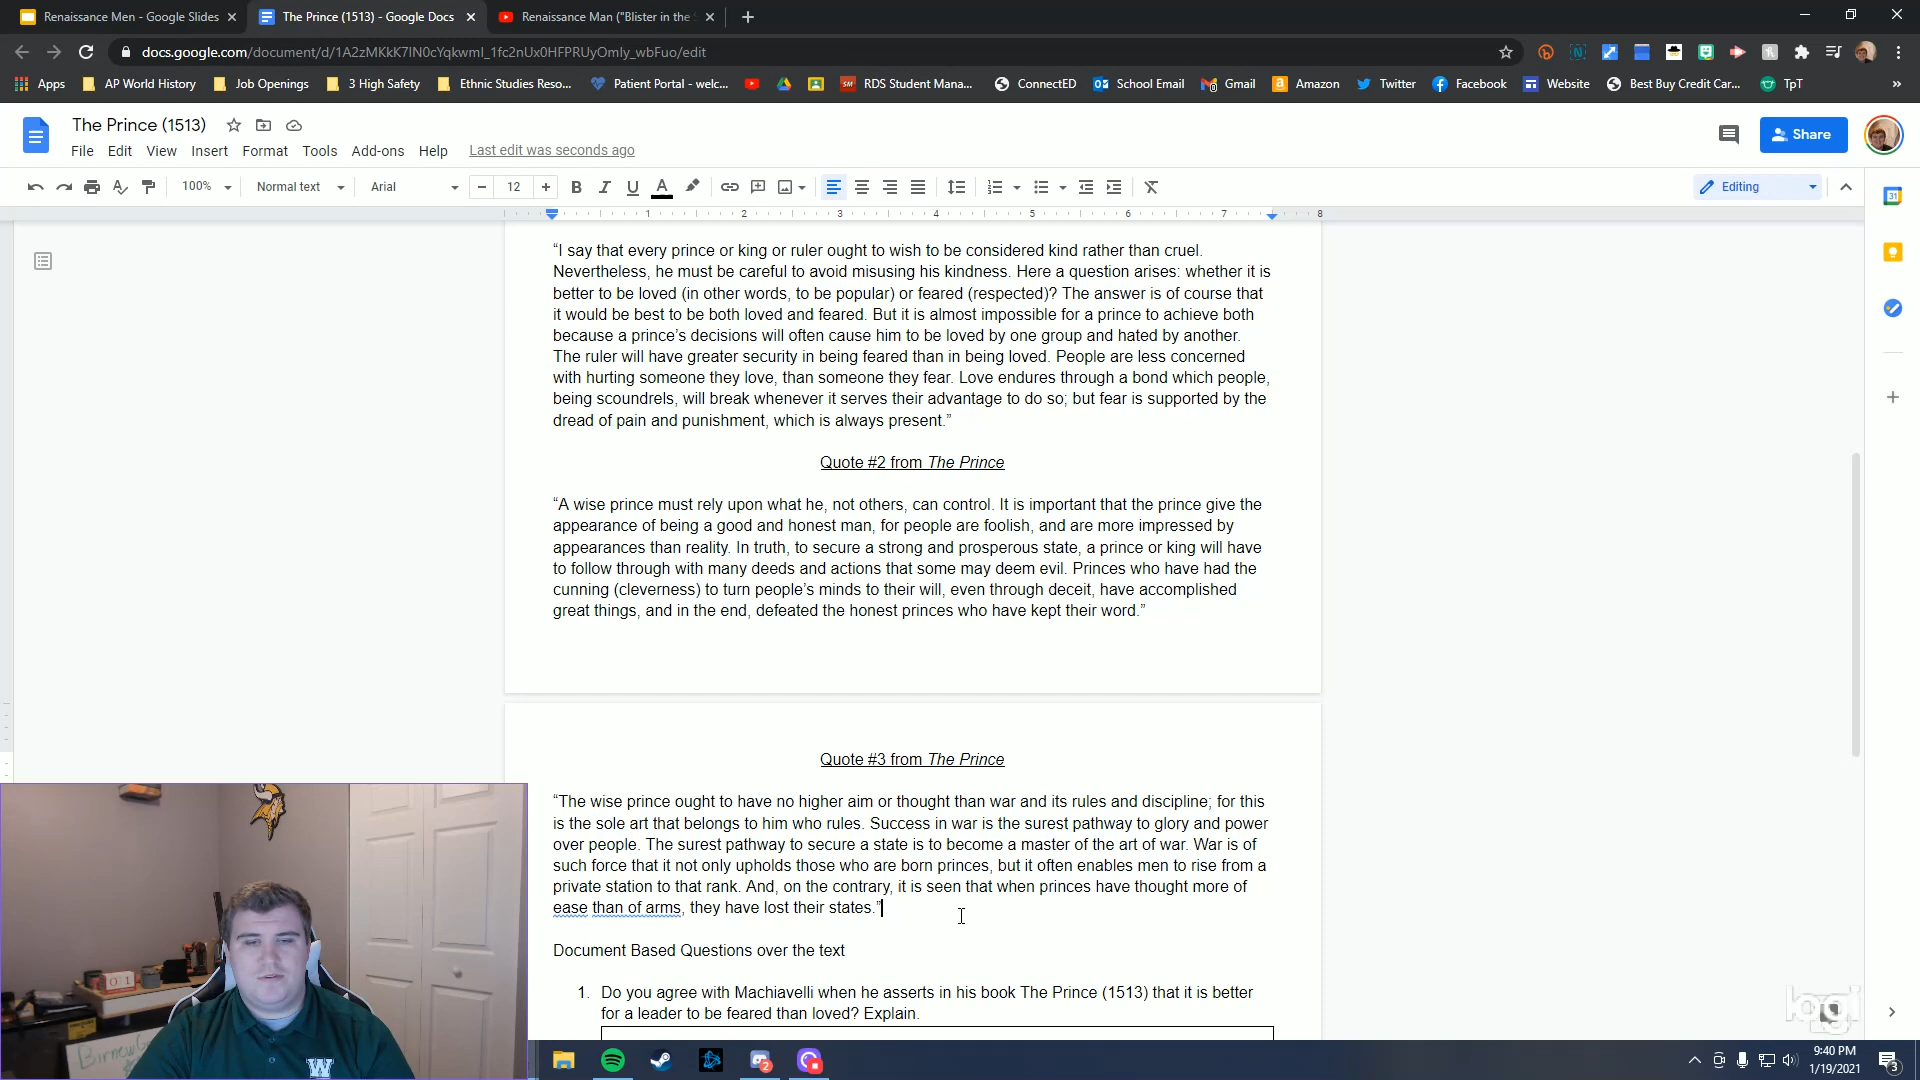 Renaissance Men - Google Slides
The Prince (1513) - Google Docs
Renaissance Man ("Blister in the
docs.google.com/document/d/1A2zMKkK7IN0cYqkwmI_1fc2nUx0HFPRUyOmIy_wbFuo/edit
Apps
AP World History
Job Openings
3 High Safety
Ethnic Studies Reso...
Patient Portal - welc...
RDS Student Mana...
ConnectED
School Email
Gmail
Amazon
Twitter
Facebook
Website
Best Buy Credit Car...
TpT
»
The Prince (1513)
File Edit View Insert Format Tools Add-ons Help Last edit was seconds ago
Share
100% Normal text Arial 12
Editing
1 2 3 4 5 6 7 8
“I say that every prince or king or ruler ought to wish to be considered kind rather than cruel.
Nevertheless, he must be careful to avoid misusing his kindness. Here a question arises: whether it is
better to be loved (in other words, to be popular) or feared (respected)? The answer is of course that
it would be best to be both loved and feared. But it is almost impossible for a prince to achieve both
because a prince’s decisions will often cause him to be loved by one group and hated by another.
The ruler will have greater security in being feared than in being loved. People are less concerned
with hurting someone they love, than someone they fear. Love endures through a bond which people,
being scoundrels, will break whenever it serves their advantage to do so; but fear is supported by the
dread of pain and punishment, which is always present.”
Quote #2 from The Prince
“A wise prince must rely upon what he, not others, can control. It is important that the prince give the
appearance of being a good and honest man, for people are foolish, and are more impressed by
appearances than reality. In truth, to secure a strong and prosperous state, a prince or king will have
to follow through with many deeds and actions that some may deem evil. Princes who have had the
cunning (cleverness) to turn people’s minds to their will, even through deceit, have accomplished
great things, and in the end, defeated the honest princes who have kept their word.”
Quote #3 from The Prince
“The wise prince ought to have no higher aim or thought than war and its rules and discipline; for this
is the sole art that belongs to him who rules. Success in war is the surest pathway to glory and power
over people. The surest pathway to secure a state is to become a master of the art of war. War is of
such force that it not only upholds those who are born princes, but it often enables men to rise from a
private station to that rank. And, on the contrary, it is seen that when princes have thought more of
ease than of arms, they have lost their states.”
Document Based Questions over the text
1. Do you agree with Machiavelli when he asserts in his book The Prince (1513) that it is better
for a leader to be feared than loved? Explain.
logi
W
9:40 PM
1/19/2021
3
2